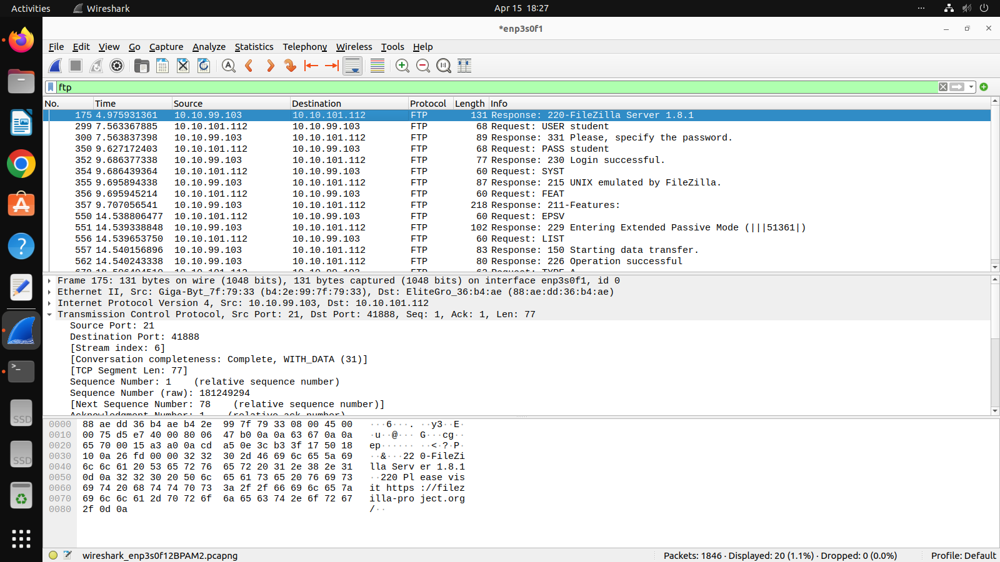 Activities Wireshark Apr 15 18:27
*enp3s0f1
File Edit View Go Capture Analyze Statistics Telephony Wireless Tools Help
ftp
No. Time Source Destination Protocol Length Info
175 4.975931361 10.10.99.103 10.10.101.112 FTP 131 Response: 220-FileZilla Server 1.8.1
299 7.563367885 10.10.101.112 10.10.99.103 FTP 68 Request: USER student
300 7.563837398 10.10.99.103 10.10.101.112 FTP 89 Response: 331 Please, specify the password.
350 9.627172403 10.10.101.112 10.10.99.103 FTP 68 Request: PASS student
352 9.686377338 10.10.99.103 10.10.101.112 FTP 77 Response: 230 Login successful.
354 9.686439364 10.10.101.112 10.10.99.103 FTP 60 Request: SYST
355 9.695894338 10.10.99.103 10.10.101.112 FTP 87 Response: 215 UNIX emulated by FileZilla.
356 9.695945214 10.10.101.112 10.10.99.103 FTP 60 Request: FEAT
357 9.707056541 10.10.99.103 10.10.101.112 FTP 218 Response: 211-Features:
550 14.538806477 10.10.101.112 10.10.99.103 FTP 60 Request: EPSV
551 14.539338848 10.10.99.103 10.10.101.112 FTP 102 Response: 229 Entering Extended Passive Mode (|||51361|)
556 14.539653750 10.10.101.112 10.10.99.103 FTP 60 Request: LIST
557 14.540156896 10.10.99.103 10.10.101.112 FTP 83 Response: 150 Starting data transfer.
562 14.540243338 10.10.99.103 10.10.101.112 FTP 80 Response: 226 Operation successful
Frame 175: 131 bytes on wire (1048 bits), 131 bytes captured (1048 bits) on interface enp3s0f1, id 0
Ethernet II, Src: Giga-Byt_7f:79:33 (b4:2e:99:7f:79:33), Dst: EliteGro_36:b4:ae (88:ae:dd:36:b4:ae)
Internet Protocol Version 4, Src: 10.10.99.103, Dst: 10.10.101.112
Transmission Control Protocol, Src Port: 21, Dst Port: 41888, Seq: 1, Ack: 1, Len: 77
Source Port: 21
Destination Port: 41888
[Stream index: 6]
[Conversation completeness: Complete, WITH_DATA (31)]
[TCP Segment Len: 77]
Sequence Number: 1 (relative sequence number)
Sequence Number (raw): 181249294
[Next Sequence Number: 78 (relative sequence number)]
Acknowledgment Number: 1 (relative ack number)
0000 88 ae dd 36 b4 ae b4 2e 99 7f 79 33 08 00 45 00 ···6···. ··y3··E·
0010 00 75 d5 e7 40 00 80 06 47 b0 0a 0a 63 67 0a 0a ·u··@··· G···cg··
0020 65 70 00 15 a3 a0 0a cd a5 0e 3c b3 3f 17 50 18 ep······ ··<·?·P·
0030 10 0a 26 fd 00 00 32 32 30 2d 46 69 6c 65 5a 69 ··&···22 0-FileZi
0040 6c 6c 61 20 53 65 72 76 65 72 20 31 2e 38 2e 31 lla Serv er 1.8.1
0050 0d 0a 32 32 30 20 50 6c 65 61 73 65 20 76 69 73 ··220 Pl ease vis
0060 69 74 20 68 74 74 70 73 3a 2f 2f 66 69 6c 65 7a it https ://filez
0070 69 6c 6c 61 2d 70 72 6f 6a 65 63 74 2e 6f 72 67 illa-pro ject.org
0080 2f 0d 0a /··
SSD
SSD
wireshark_enp3s0f12BPAM2.pcapng Packets: 1846 · Displayed: 20 (1.1%) · Dropped: 0 (0.0%) Profile: Default